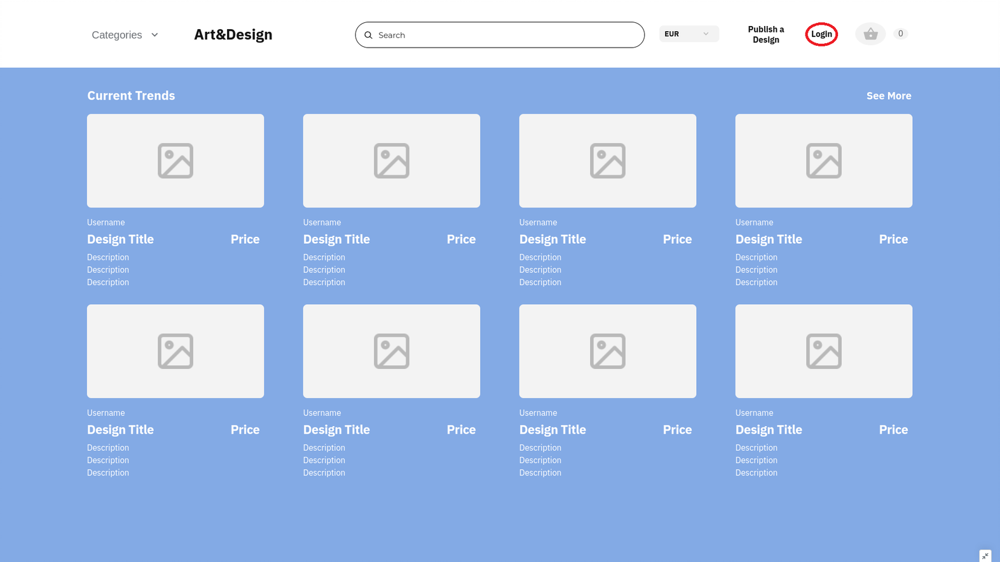 Categories
Art&Design
Search
EUR
Publish a
Design
Login
0
Current Trends
See More
Username
Design Title Price
Description
Description
Description
Username
Design Title Price
Description
Description
Description
Username
Design Title Price
Description
Description
Description
Username
Design Title Price
Description
Description
Description
Username
Design Title Price
Description
Description
Description
Username
Design Title Price
Description
Description
Description
Username
Design Title Price
Description
Description
Description
Username
Design Title Price
Description
Description
Description